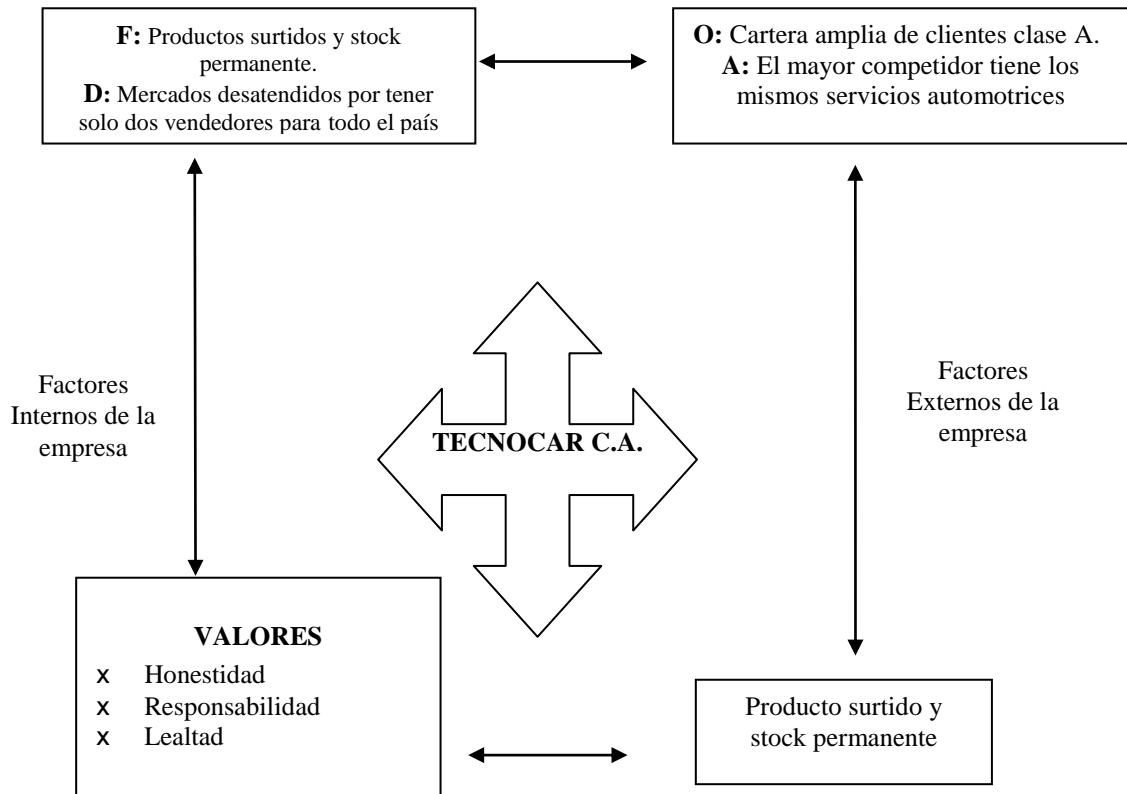 F: Productos surtidos y stock
permanente.
D: Mercados desatendidos por tener
solo dos vendedores para todo el país
O: Cartera amplia de clientes clase A.
A: El mayor competidor tiene los
mismos servicios automotrices
Factores
Internos de la
empresa
TECNOCAR C.A.
Factores
Externos de la
empresa
VALORES
x Honestidad
x Responsabilidad
x Lealtad
Producto surtido y
stock permanente